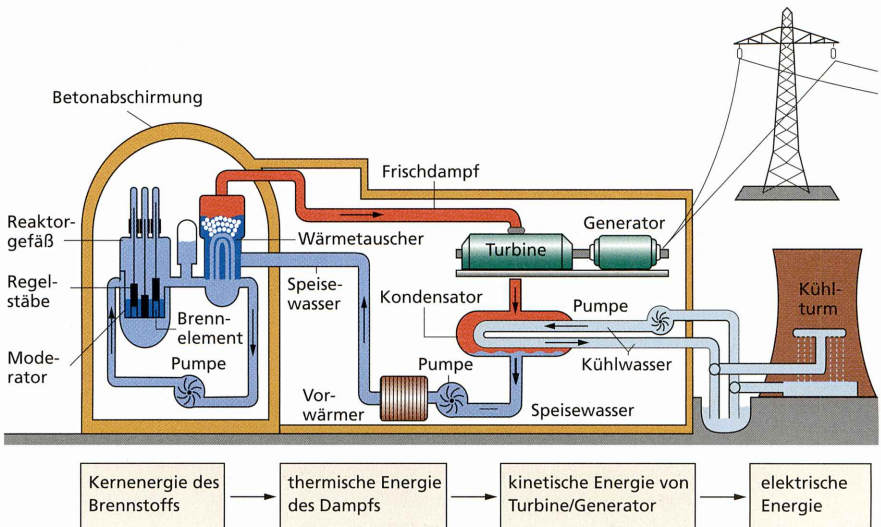 Betonabschirmung
Frischdampf
Reaktor-
gefäß
Wärmetauscher
Generator
Turbine
Regel-
stäbe
Speise-
wasser
Kondensator
Pumpe
Kühl-
turm
Brenn-
element
Mode-
rator
Pumpe
Pumpe
Kühlwasser
Vor-
wärmer
Speisewasser
Kernenergie des
Brennstoffs
thermische Energie
des Dampfs
kinetische Energie von
Turbine/Generator
elektrische
Energie